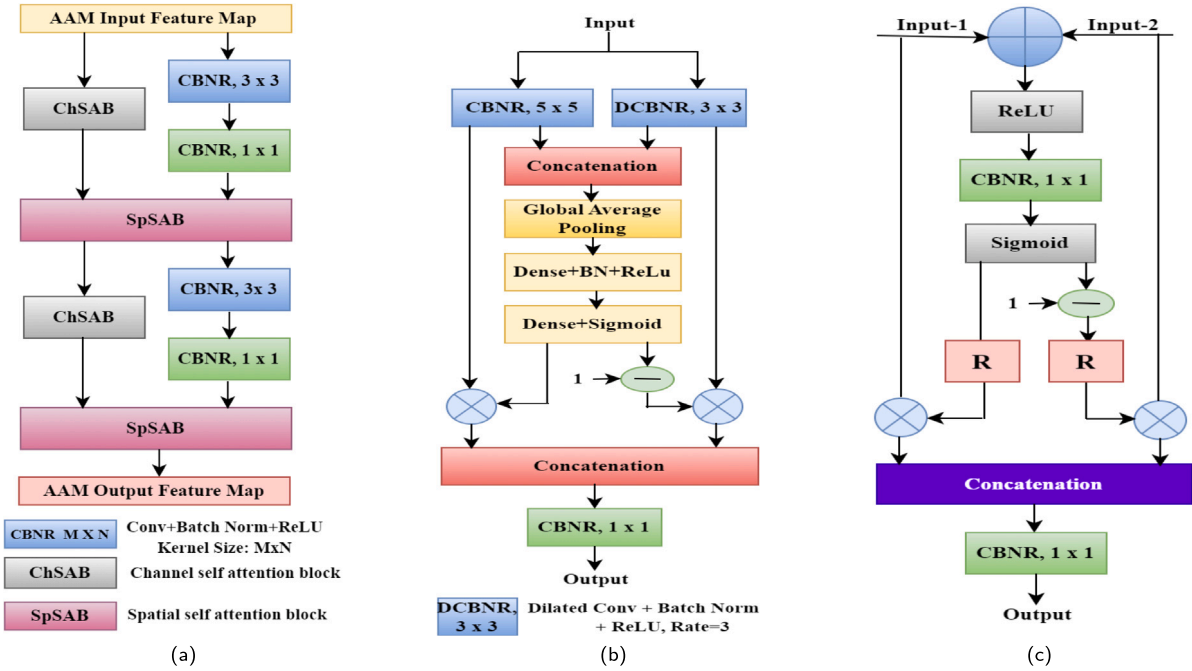 AAM Input Feature Map
CBNR, 3 x 3
ChSAB
CBNR, 1 x 1
SpSAB
CBNR, 3x 3
ChSAB
CBNR, 1 x 1
SpSAB
AAM Output Feature Map
CBNR M X N
Conv+Batch Norm+ReLU
Kernel Size: MxN
ChSAB
Channel self attention block
SpSAB
Spatial self attention block
(a)
Input
CBNR, 5 x 5
DCBNR, 3 x 3
Concatenation
Global Average
Pooling
Dense+BN+ReLu
Dense+Sigmoid
1
Concatenation
CBNR, 1 x 1
Output
DCBNR,
3 x 3
Dilated Conv + Batch Norm
+ ReLU, Rate=3
(b)
Input-1
Input-2
ReLU
CBNR, 1 x 1
Sigmoid
1
R
R
Concatenation
CBNR, 1 x 1
Output
(c)